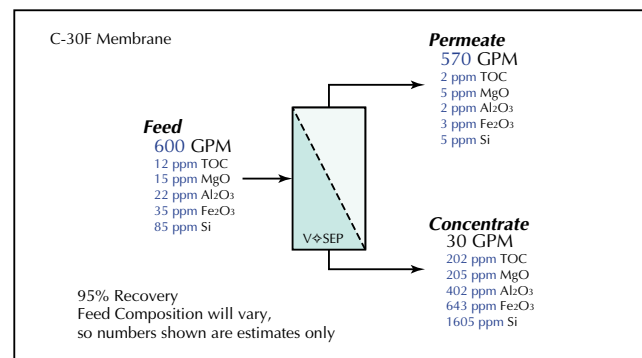 C-30F Membrane
Permeate
570 GPM
2 ppm TOC
5 ppm MgO
2 ppm Al2O3
3 ppm Fe2O3
5 ppm Si
Feed
600 GPM
12 ppm TOC
15 ppm MgO
22 ppm Al2O3
35 ppm Fe2O3
85 ppm Si
V✧SEP
Concentrate
30 GPM
202 ppm TOC
205 ppm MgO
402 ppm Al2O3
643 ppm Fe2O3
1605 ppm Si
95% Recovery
Feed Composition will vary,
so numbers shown are estimates only